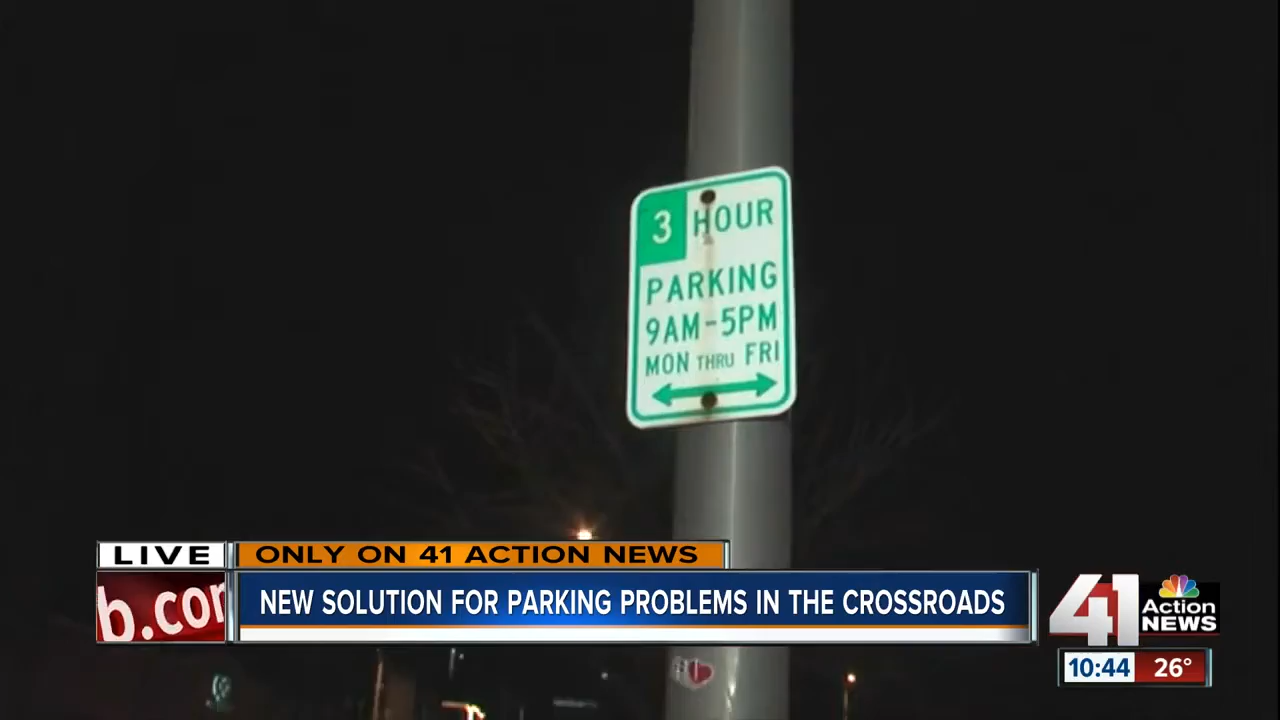 3 HOUR
PARKING
9AM-5PM
MON THRU FRI
LIVE
ONLY ON 41 ACTION NEWS
b.com
NEW SOLUTION FOR PARKING PROBLEMS IN THE CROSSROADS
41 Action
NEWS
10:44 26°